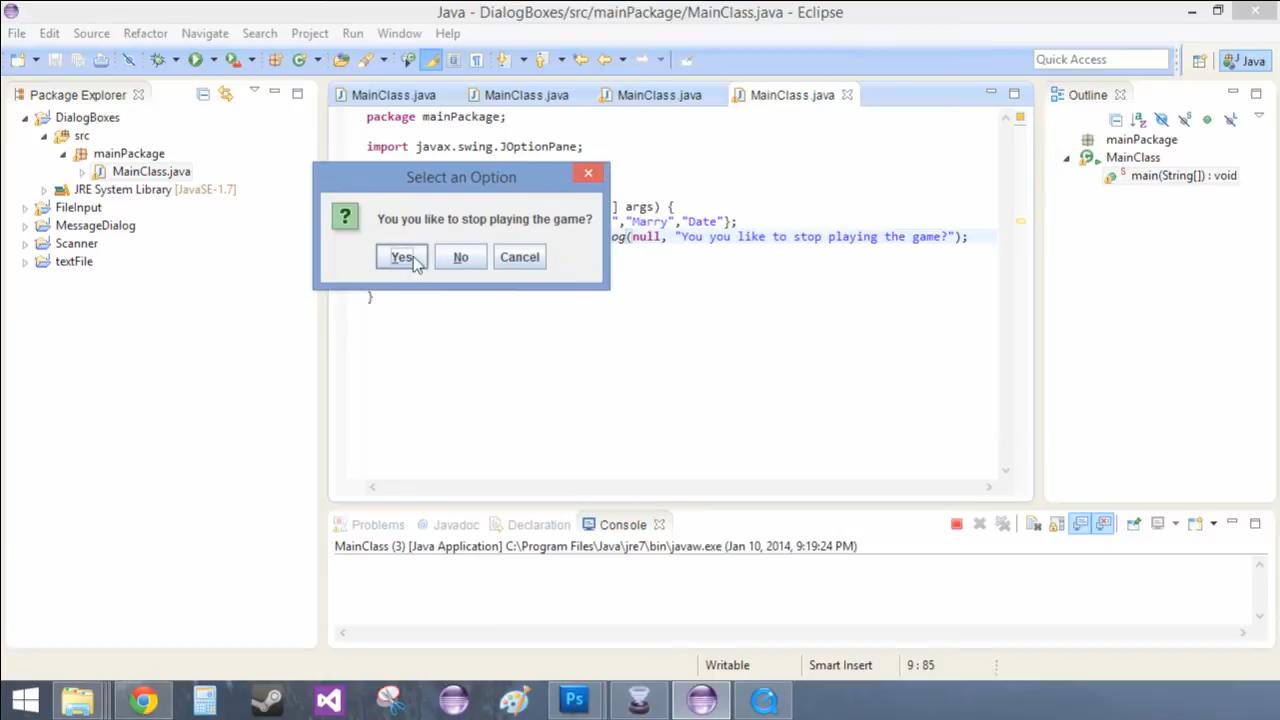 Java - DialogBoxes/src/mainPackage/MainClass.java - Eclipse
File Edit Source Refactor Navigate Search Project Run Window Help
Quick Access
Java
Package Explorer
MainClass.java MainClass.java MainClass.java MainClass.java
Outline
DialogBoxes
src
mainPackage
MainClass.java
JRE System Library [JavaSE-1.7]
FileInput
MessageDialog
Scanner
textFile
package mainPackage;
import javax.swing.JOptionPane;
] args) {
","Marry","Date"};
og(null, "You you like to stop playing the game?");
}
Select an Option
?
You you like to stop playing the game?
Yes No Cancel
mainPackage
MainClass
S
main(String[]) : void
Problems @ Javadoc Declaration Console
MainClass (3) [Java Application] C:\Program Files\Java\jre7\bin\javaw.exe (Jan 10, 2014, 9:19:24 PM)
Writable Smart Insert 9 : 85
Ps